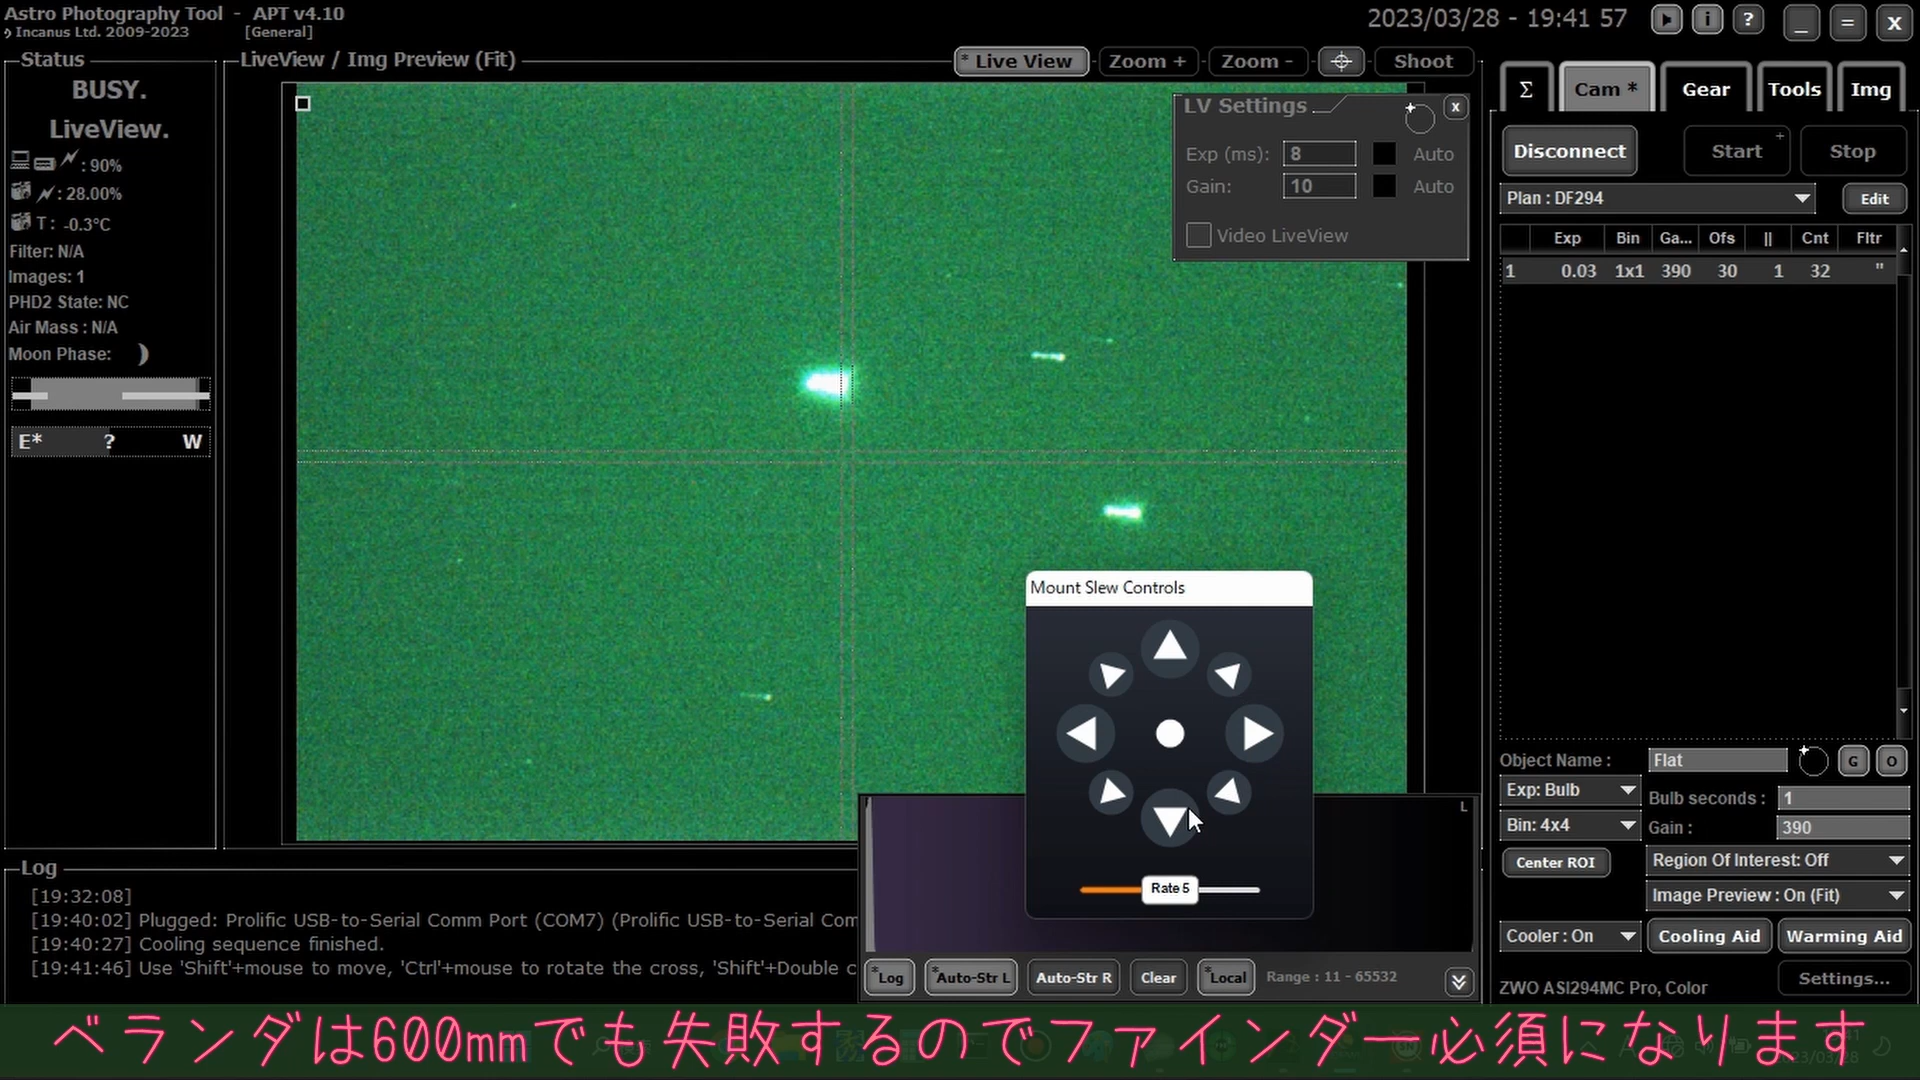 Astro Photography Tool - APT v4.10
© Incanus Ltd. 2009-2023 [General]
2023/03/28 - 19:41 57
i
?
_
=
X
Status
BUSY.
LiveView.
: 90%
: 28.00%
T : -0.3°C
Filter: N/A
Images: 1
PHD2 State: NC
Air Mass : N/A
Moon Phase:
E* ? W
LiveView / Img Preview (Fit)
* Live View
Zoom +
Zoom -
Shoot
LV Settings
x
Exp (ms): 8 Auto
Gain: 10 Auto
Video LiveView
Mount Slew Controls
Rate 5
L
Log
[19:32:08]
[19:40:02] Plugged: Prolific USB-to-Serial Comm Port (COM7) (Prolific USB-to-Serial Com
[19:40:27] Cooling sequence finished.
[19:41:46] Use 'Shift'+mouse to move, 'Ctrl'+mouse to rotate the cross, 'Shift'+Double c
*Log
*Auto-Str L
Auto-Str R
Clear
*Local
Range : 11 - 65532
Σ
Cam *
Gear
Tools
Img
Disconnect
Start +
Stop
Plan : DF294
Edit
Exp Bin Ga... Ofs || Cnt Fltr
1 0.03 1x1 390 30 1 32 "
Object Name : Flat G O
Exp: Bulb
Bulb seconds : 1
Bin: 4x4
Gain : 390
Center ROI
Region Of Interest: Off
Image Preview : On (Fit)
Cooler : On
Cooling Aid
Warming Aid
ZWO ASI294MC Pro, Color
Settings...
ベランダは600mmでも失敗するのでファインダー必須になります